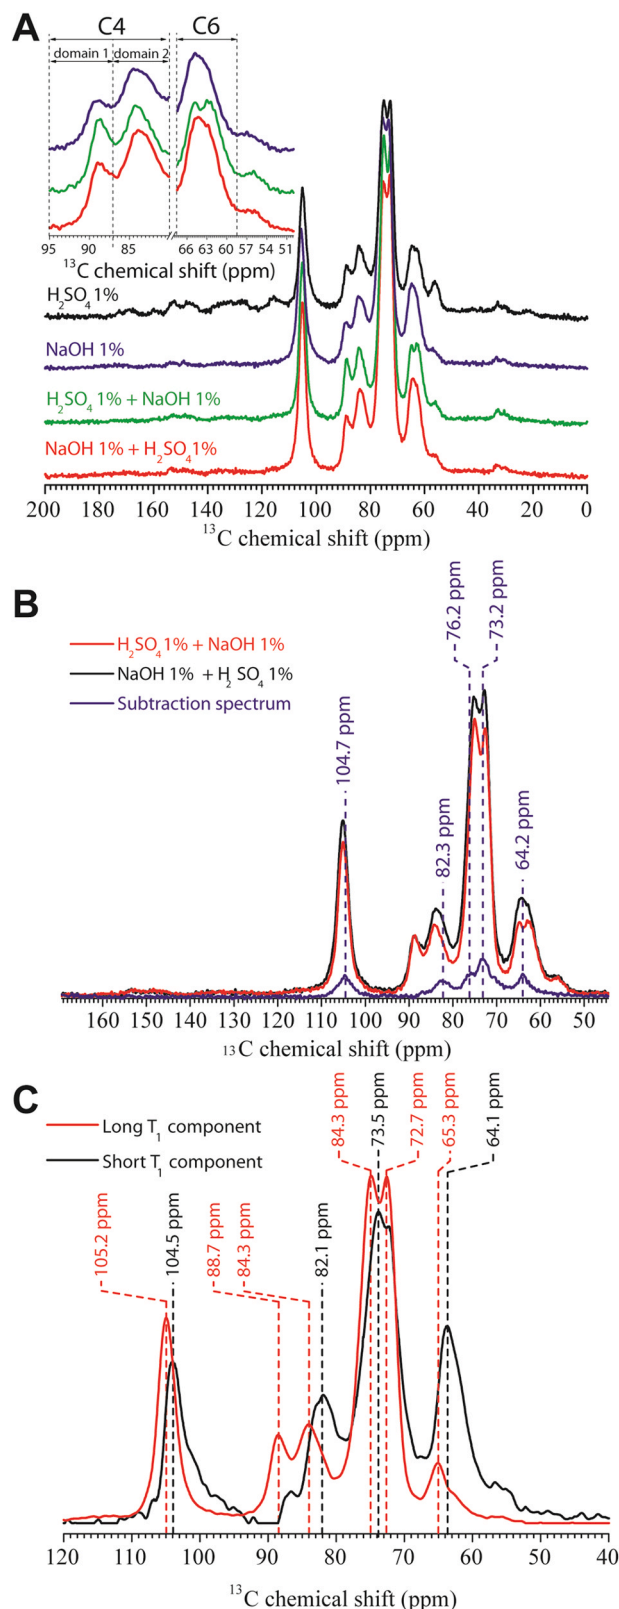 A
C4
C6
domain 1
domain 2
95 90 85 66 63 60 57 54 51
¹³C chemical shift (ppm)
H₂SO₄ 1%
NaOH 1%
H₂SO₄ 1% + NaOH 1%
NaOH 1% + H₂SO₄1%
200 180 160 140 120 100 80 60 40 20 0
¹³C chemical shift (ppm)
B
H₂SO₄ 1% + NaOH 1%
NaOH 1% + H₂ SO₄ 1%
Subtraction spectrum
104.7 ppm
82.3 ppm
76.2 ppm
73.2 ppm
64.2 ppm
160 150 140 130 120 110 100 90 80 70 60 50
¹³C chemical shift (ppm)
C
Long T₁ component
Short T₁ component
105.2 ppm
104.5 ppm
88.7 ppm
84.3 ppm
82.1 ppm
84.3 ppm
73.5 ppm
72.7 ppm
65.3 ppm
64.1 ppm
120 110 100 90 80 70 60 50 40
¹³C chemical shift (ppm)